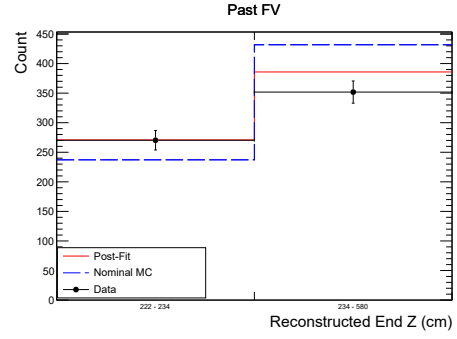 Past FV
Count
450
400
350
300
250
200
150
100
50
0
Post-Fit
Nominal MC
Data
222 - 234
234 - 580
Reconstructed End Z (cm)